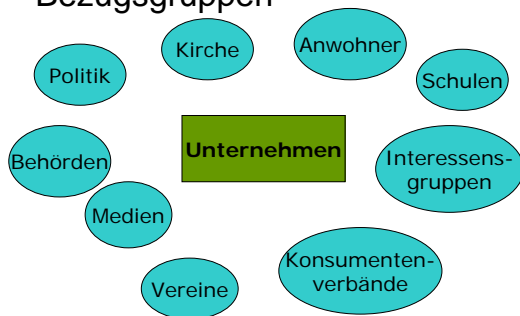 Bezugsgruppen
Kirche
Anwohner
Politik
Schulen
Unternehmen
Behörden
Interessens-
gruppen
Medien
Konsumenten-
verbände
Vereine